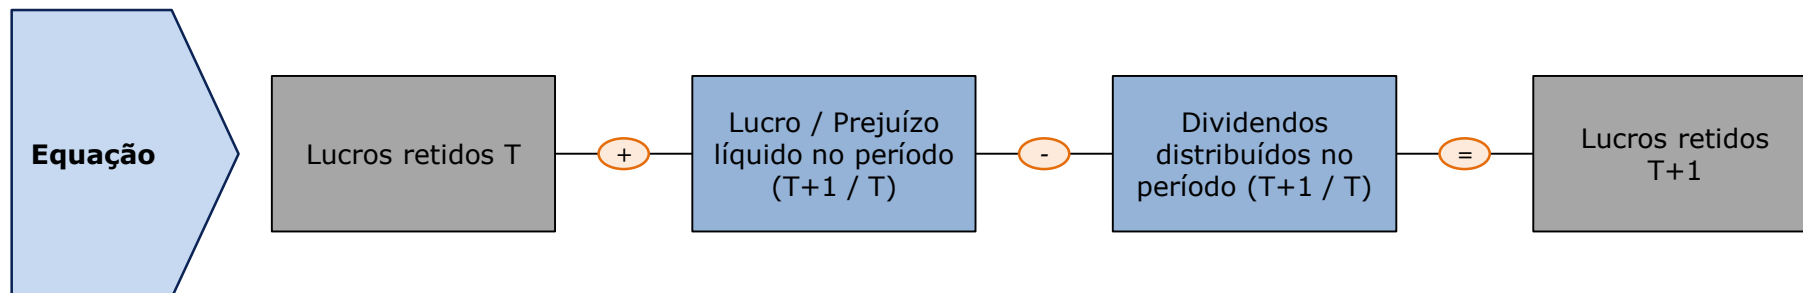 Equação
Lucros retidos T
+
Lucro / Prejuízo
líquido no período
(T+1 / T)
-
Dividendos
distribuídos no
período (T+1 / T)
=
Lucros retidos
T+1